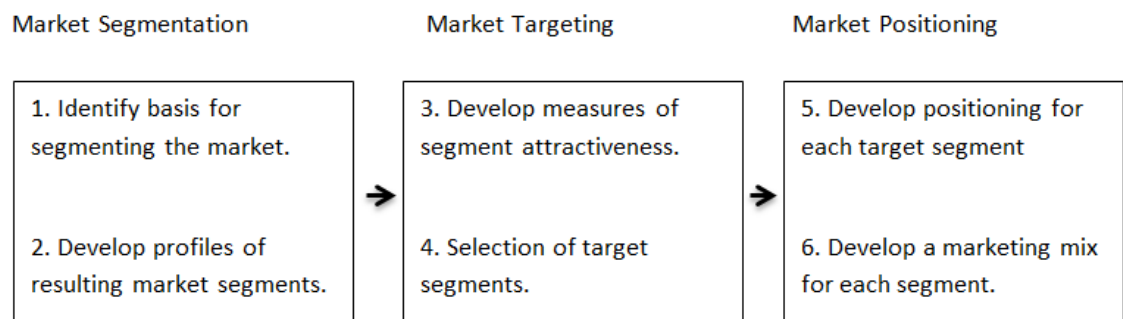 Market Segmentation
Market Targeting
Market Positioning
1. Identify basis for
segmenting the market.
2. Develop profiles of
resulting market segments.
3. Develop measures of
segment attractiveness.
4. Selection of target
segments.
5. Develop positioning for
each target segment
6. Develop a marketing mix
for each segment.